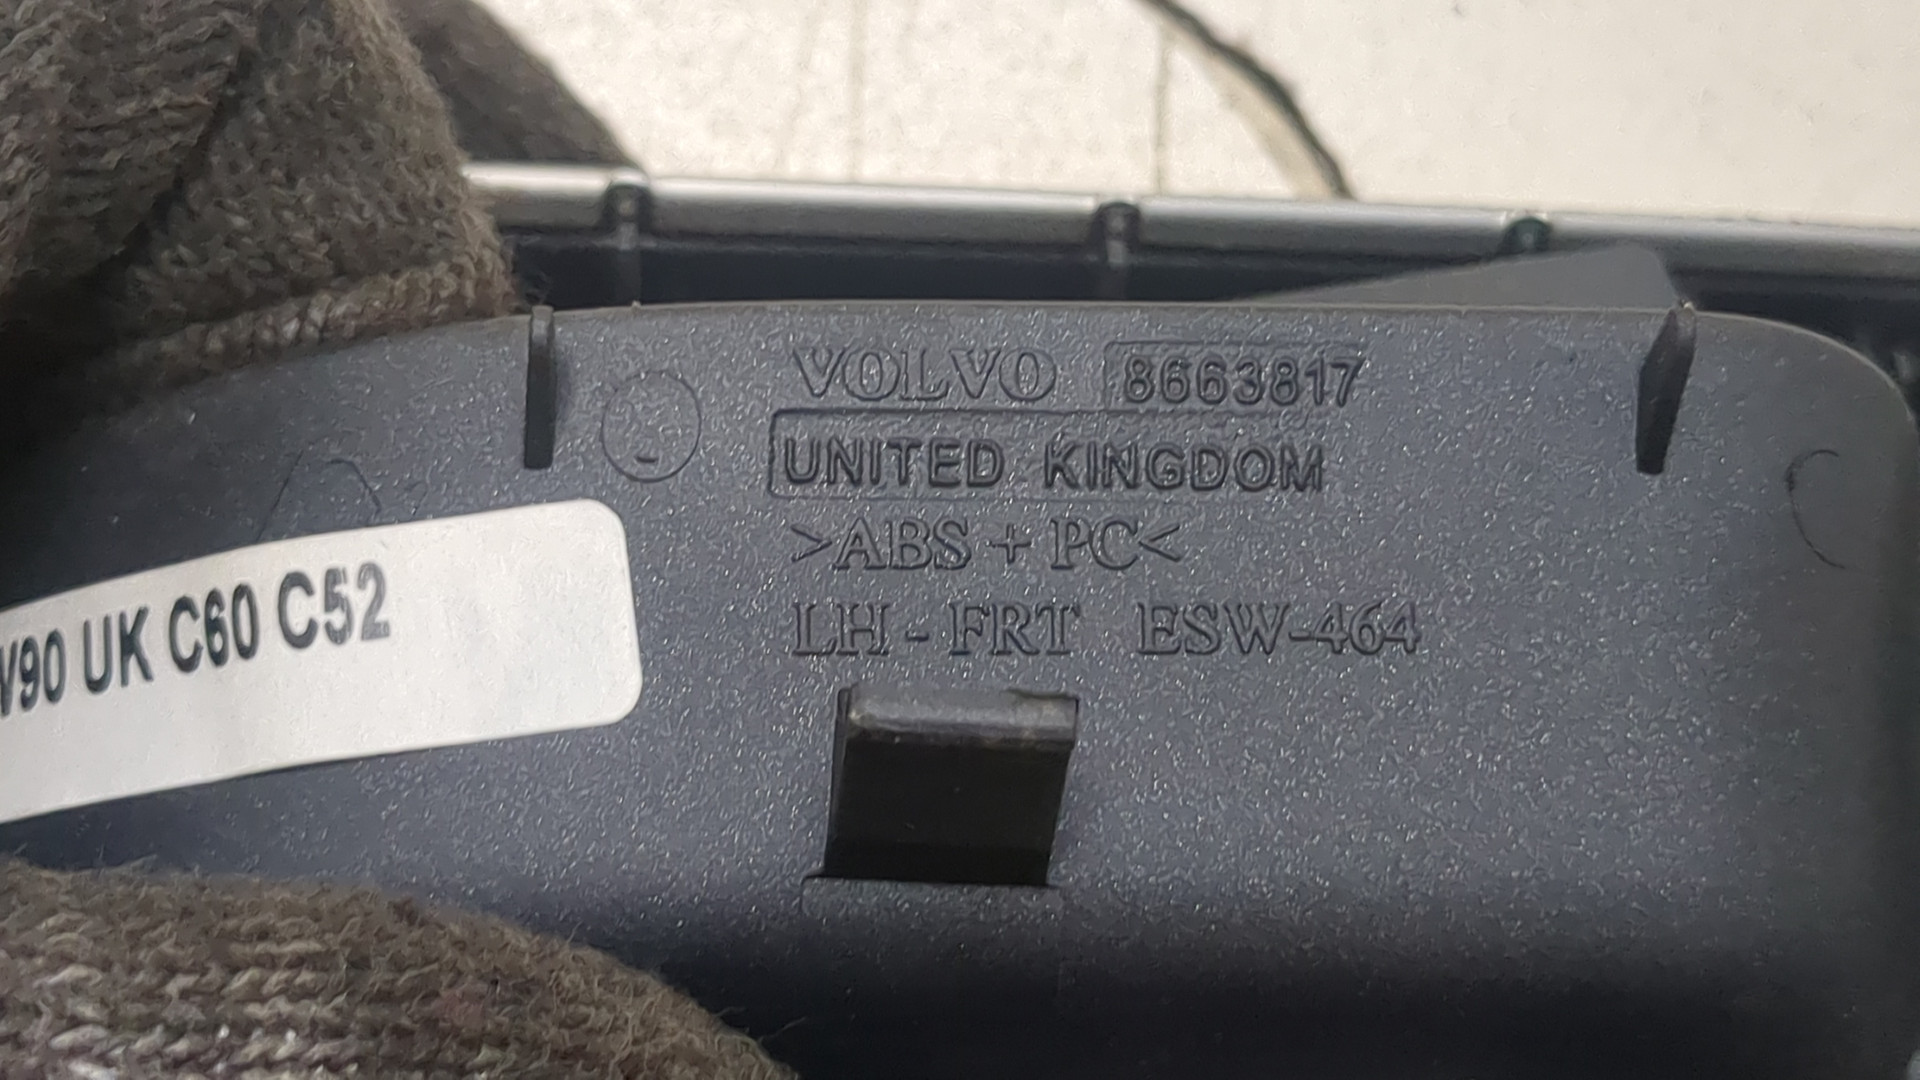 VOLVO 8663817
UNITED KINGDOM
>ABS + PC<
LH - FRT ESW-464
V90 UK C60 C52